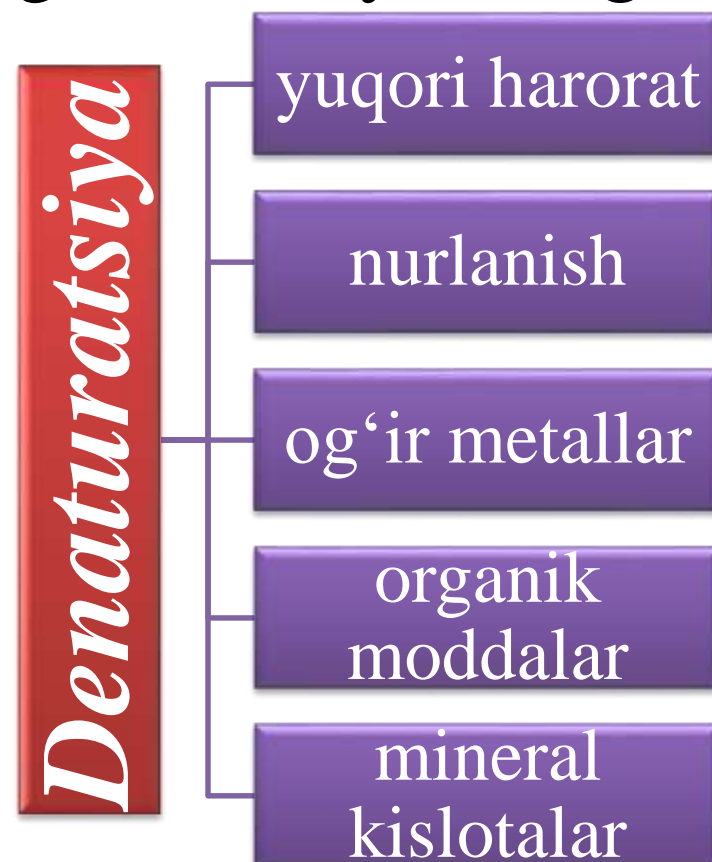 Denaturatsiya
yuqori harorat
nurlanish
og‘ir metallar
organik
moddalar
mineral
kislotalar